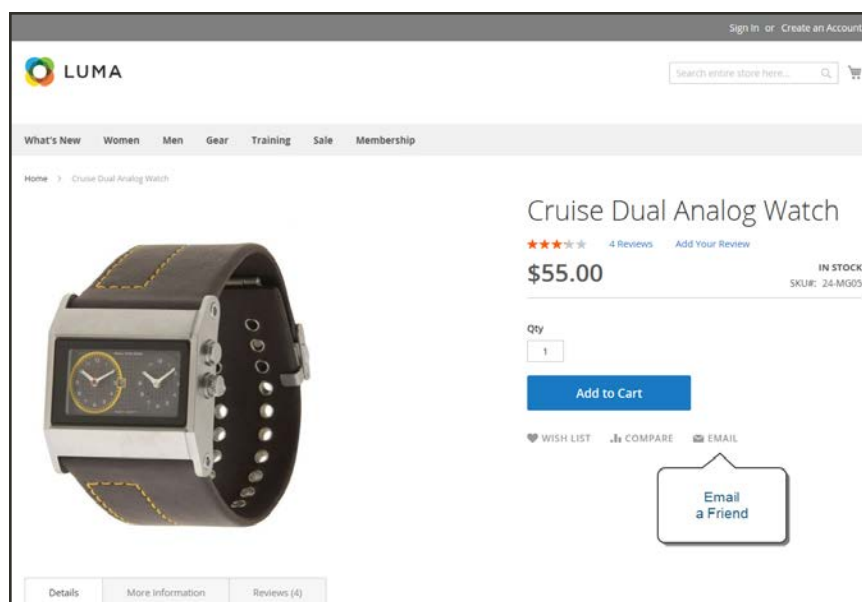 Sign In or Create an Account
LUMA
Search entire store here...
What's New Women Men Gear Training Sale Membership
Home > Cruise Dual Analog Watch
Cruise Dual Analog Watch
4 Reviews Add Your Review
$55.00
IN STOCK
SKU#: 24-MG05
Qty
1
Add to Cart
WISH LIST COMPARE EMAIL
Email
a Friend
Details More Information Reviews (4)